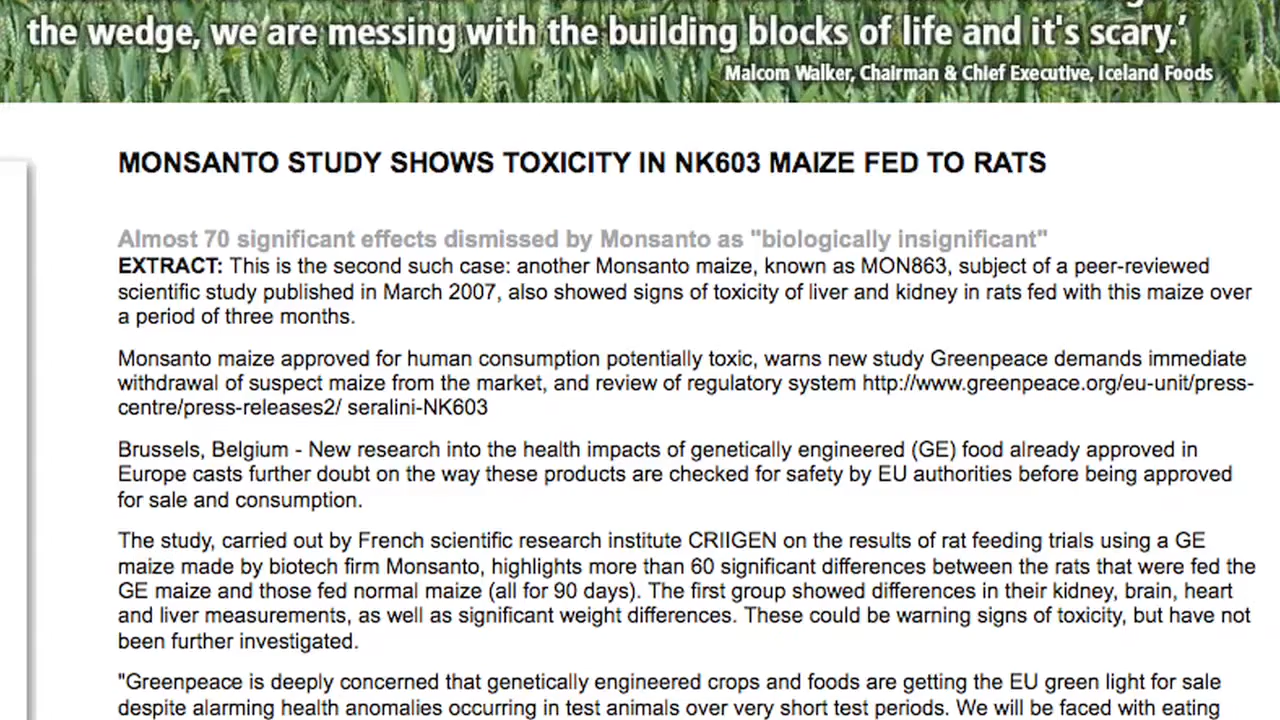 the wedge, we are messing with the building blocks of life and it's scary.'
Malcom Walker, Chairman & Chief Executive, Iceland Foods
MONSANTO STUDY SHOWS TOXICITY IN NK603 MAIZE FED TO RATS
Almost 70 significant effects dismissed by Monsanto as "biologically insignificant"
EXTRACT: This is the second such case: another Monsanto maize, known as MON863, subject of a peer-reviewed
scientific study published in March 2007, also showed signs of toxicity of liver and kidney in rats fed with this maize over
a period of three months.
Monsanto maize approved for human consumption potentially toxic, warns new study Greenpeace demands immediate
withdrawal of suspect maize from the market, and review of regulatory system http://www.greenpeace.org/eu-unit/press-
centre/press-releases2/ seralini-NK603
Brussels, Belgium - New research into the health impacts of genetically engineered (GE) food already approved in
Europe casts further doubt on the way these products are checked for safety by EU authorities before being approved
for sale and consumption.
The study, carried out by French scientific research institute CRIIGEN on the results of rat feeding trials using a GE
maize made by biotech firm Monsanto, highlights more than 60 significant differences between the rats that were fed the
GE maize and those fed normal maize (all for 90 days). The first group showed differences in their kidney, brain, heart
and liver measurements, as well as significant weight differences. These could be warning signs of toxicity, but have not
been further investigated.
"Greenpeace is deeply concerned that genetically engineered crops and foods are getting the EU green light for sale
despite alarming health anomalies occurring in test animals over very short test periods. We will be faced with eating